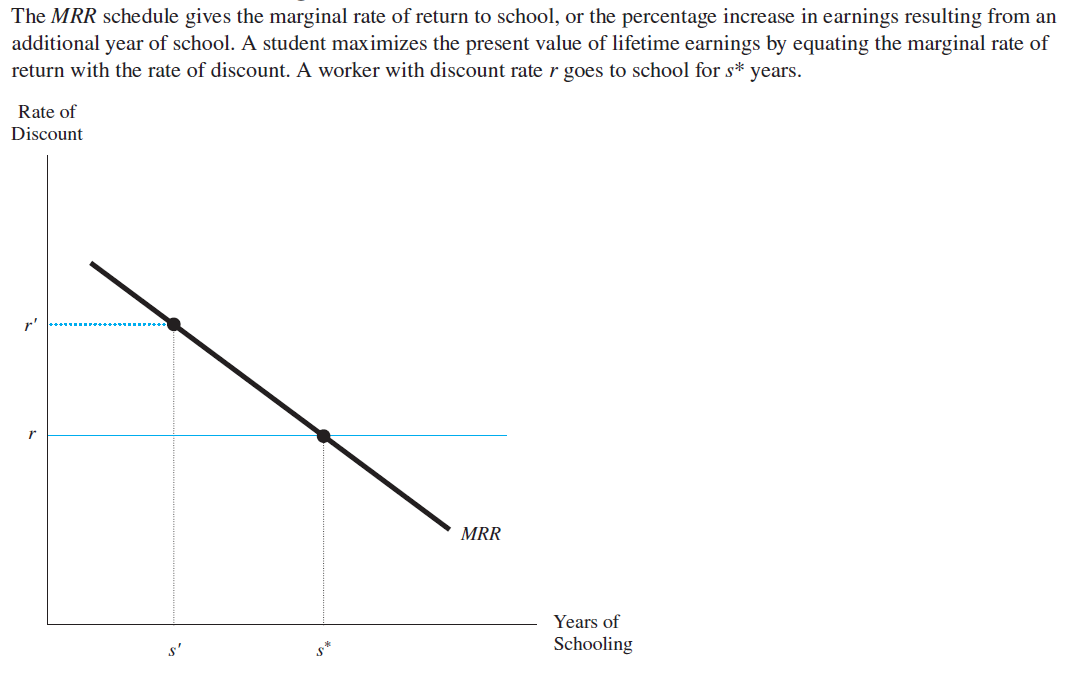 The MRR schedule gives the marginal rate of return to school, or the percentage increase in earnings resulting from an
additional year of school. A student maximizes the present value of lifetime earnings by equating the marginal rate of
return with the rate of discount. A worker with discount rate r goes to school for s* years.
Rate of
Discount
r'
r
MRR
Years of
Schooling
s'
s*